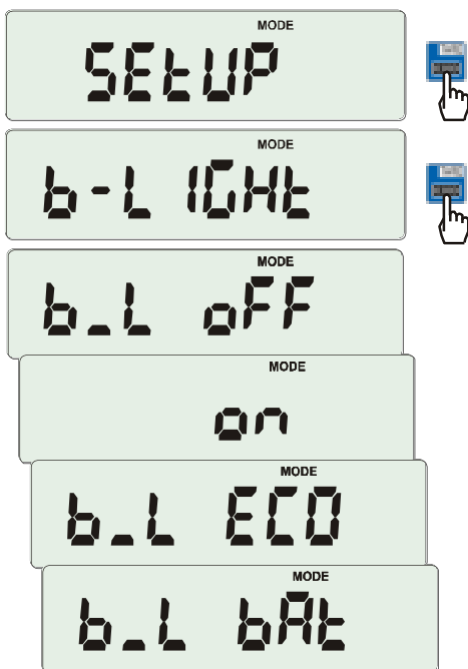 MODE
SEtUP
MODE
b-LIGHt
MODE
b_L oFF
MODE
on
MODE
b_L ECO
MODE
b_L bAt